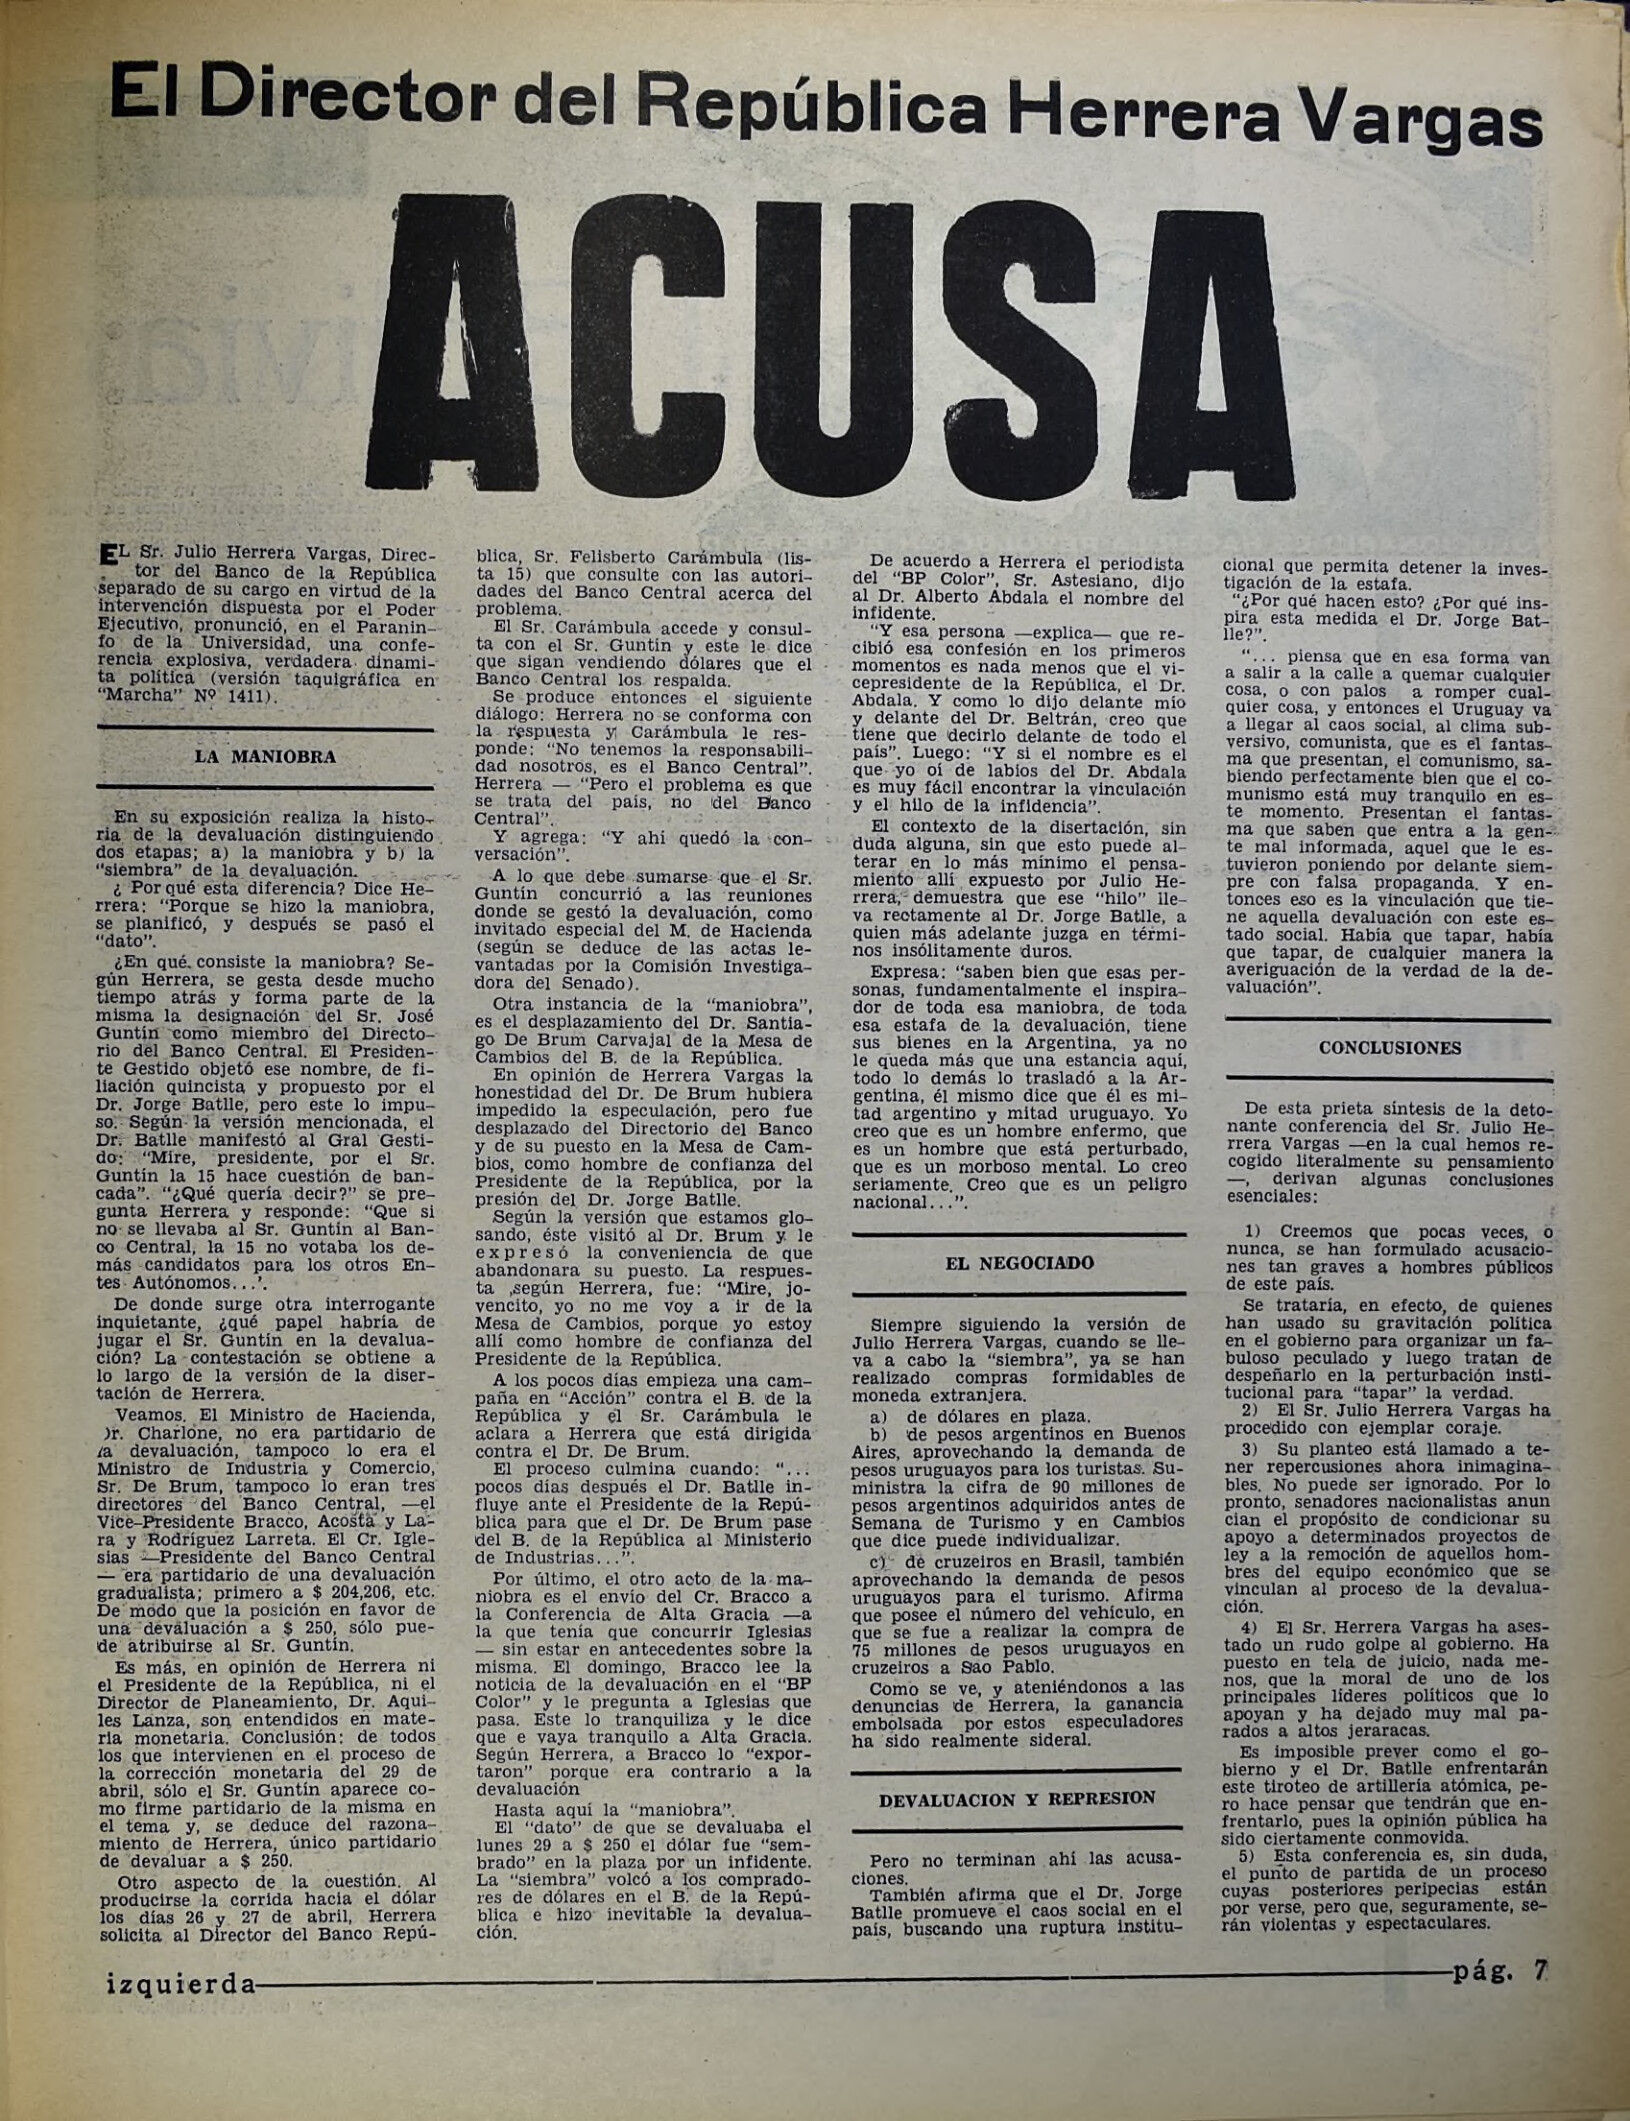 El Director del República Herrera Vargas
ACUSA
EL Sr. Julio Herrera Vargas, Direc-
tor del Banco de la República
separado de su cargo en virtud de la
intervención dispuesta por el Poder
Ejecutivo, pronunció, en el Paranin-
fo de la Universidad, una confe-
rencia explosiva, verdadera dinami-
ta política (versión taquigráfica en
"Marcha" Nº 1411).
LA MANIOBRA
En su exposición realiza la histo-
ria de la devaluación distinguiendo
dos etapas; a) la maniobra y b) la
"siembra" de la devaluación.
¿ Por qué esta diferencia? Dice He-
rrera: "Porque se hizo la maniobra,
se planificó, y después se pasó el
"dato".
¿En qué consiste la maniobra? Se-
gún Herrera, se gesta desde mucho
tiempo atrás y forma parte de la
misma la designación del Sr. José
Guntín como miembro del Directo-
rio del Banco Central. El Presiden-
te Gestido objetó ese nombre, de fi-
liación quincista y propuesto por el
Dr. Jorge Batlle, pero este lo impu-
so. Según la versión mencionada, el
Dr. Batlle manifestó al Gral Gesti-
do: "Mire, presidente, por el Sr.
Guntín la 15 hace cuestión de ban-
cada". "¿Qué quería decir?" se pre-
gunta Herrera y responde: "Que si
no se llevaba al Sr. Guntín al Ban-
co Central, la 15 no votaba los de-
más candidatos para los otros En-
tes Autónomos...'.
De donde surge otra interrogante
inquietante, ¿qué papel habría de
jugar el Sr. Guntín en la devalua-
ción? La contestación se obtiene a
lo largo de la versión de la diser-
tación de Herrera.
Veamos. El Ministro de Hacienda,
Dr. Charlone, no era partidario de
la devaluación, tampoco lo era el
Ministro de Industria y Comercio,
Sr. De Brum, tampoco lo eran tres
directores del Banco Central, —el
Vice-Presidente Bracco, Acosta y La-
ra y Rodríguez Larreta. El Cr. Igle-
sias —Presidente del Banco Central
— era partidario de una devaluación
gradualista; primero a $ 204,206, etc.
De modo que la posición en favor de
una devaluación a $ 250, sólo pue-
de atribuirse al Sr. Guntín.
Es más, en opinión de Herrera ni
el Presidente de la República, ni el
Director de Planeamiento, Dr. Aqui-
les Lanza, son entendidos en mate-
ria monetaria. Conclusión: de todos
los que intervienen en el proceso de
la corrección monetaria del 29 de
abril, sólo el Sr. Guntín aparece co-
mo firme partidario de la misma en
el tema y, se deduce del razona-
miento de Herrera, único partidario
de devaluar a $ 250.
Otro aspecto de la cuestión. Al
producirse la corrida hacia el dólar
los días 26 y 27 de abril, Herrera
solicita al Director del Banco Repú-
blica, Sr. Felisberto Carámbula (lis-
ta 15) que consulte con las autori-
dades del Banco Central acerca del
problema.
El Sr. Carámbula accede y consul-
ta con el Sr. Guntín y este le dice
que sigan vendiendo dólares que el
Banco Central los respalda.
Se produce entonces el siguiente
diálogo: Herrera no se conforma con
la respuesta y Carámbula le res-
ponde: "No tenemos la responsabili-
dad nosotros, es el Banco Central".
Herrera — "Pero el problema es que
se trata del país, no del Banco
Central".
Y agrega: "Y ahí quedó la con-
versación".
A lo que debe sumarse que el Sr.
Guntín concurrió a las reuniones
donde se gestó la devaluación, como
invitado especial del M. de Hacienda
(según se deduce de las actas le-
vantadas por la Comisión Investiga-
dora del Senado).
Otra instancia de la "maniobra",
es el desplazamiento del Dr. Santia-
go De Brum Carvajal de la Mesa de
Cambios del B. de la República.
En opinión de Herrera Vargas la
honestidad del Dr. De Brum hubiera
impedido la especulación, pero fue
desplazado del Directorio del Banco
y de su puesto en la Mesa de Cam-
bios, como hombre de confianza del
Presidente de la República, por la
presión del Dr. Jorge Batlle.
Según la versión que estamos glo-
sando, éste visitó al Dr. Brum y le
expresó la conveniencia de que
abandonara su puesto. La respues-
ta ,según Herrera, fue: "Mire, jo-
vencito, yo no me voy a ir de la
Mesa de Cambios, porque yo estoy
allí como hombre de confianza del
Presidente de la República.
A los pocos días empieza una cam-
paña en "Acción" contra el B. de la
República y el Sr. Carámbula le
aclara a Herrera que está dirigida
contra el Dr. De Brum.
El proceso culmina cuando: "...
pocos días después el Dr. Batlle in-
fluye ante el Presidente de la Repú-
blica para que el Dr. De Brum pase
del B. de la República al Ministerio
de Industrias...".
Por último, el otro acto de la ma-
niobra es el envío del Cr. Bracco a
la Conferencia de Alta Gracia —a
la que tenía que concurrir Iglesias
— sin estar en antecedentes sobre la
misma. El domingo, Bracco lee la
noticia de la devaluación en el "BP
Color" y le pregunta a Iglesias que
pasa. Este lo tranquiliza y le dice
que e vaya tranquilo a Alta Gracia.
Según Herrera, a Bracco lo "expor-
taron" porque era contrario a la
devaluación
Hasta aquí la "maniobra".
El "dato" de que se devaluaba el
lunes 29 a $ 250 el dólar fue "sem-
brado" en la plaza por un infidente.
La "siembra" volcó a los comprado-
res de dólares en el B. de la Repú-
blica e hizo inevitable la devalua-
ción.
De acuerdo a Herrera el periodista
del "BP Color", Sr. Astesiano, dijo
al Dr. Alberto Abdala el nombre del
infidente.
"Y esa persona —explica— que re-
cibió esa confesión en los primeros
momentos es nada menos que el vi-
cepresidente de la República, el Dr.
Abdala. Y como lo dijo delante mío
y delante del Dr. Beltrán, creo que
tiene que decirlo delante de todo el
país". Luego: "Y si el nombre es el
que yo oí de labios del Dr. Abdala
es muy fácil encontrar la vinculación
y el hilo de la infidencia".
El contexto de la disertación, sin
duda alguna, sin que esto puede al-
terar en lo más mínimo el pensa-
miento allí expuesto por Julio He-
rrera, demuestra que ese "hilo" lle-
va rectamente al Dr. Jorge Batlle, a
quien más adelante juzga en térmi-
nos insólitamente duros.
Expresa: "saben bien que esas per-
sonas, fundamentalmente el inspira-
dor de toda esa maniobra, de toda
esa estafa de la devaluación, tiene
sus bienes en la Argentina, ya no
le queda más que una estancia aquí,
todo lo demás lo trasladó a la Ar-
gentina, él mismo dice que él es mi-
tad argentino y mitad uruguayo. Yo
creo que es un hombre enfermo, que
es un hombre que está perturbado,
que es un morboso mental. Lo creo
seriamente. Creo que es un peligro
nacional...".
EL NEGOCIADO
Siempre siguiendo la versión de
Julio Herrera Vargas, cuando se lle-
va a cabo la "siembra", ya se han
realizado compras formidables de
moneda extranjera.
a) de dólares en plaza.
b) de pesos argentinos en Buenos
Aires, aprovechando la demanda de
pesos uruguayos para los turistas. Su-
ministra la cifra de 90 millones de
pesos argentinos adquiridos antes de
Semana de Turismo y en Cambios
que dice puede individualizar.
c) de cruzeiros en Brasil, también
aprovechando la demanda de pesos
uruguayos para el turismo. Afirma
que posee el número del vehículo, en
que se fue a realizar la compra de
75 millones de pesos uruguayos en
cruzeiros a Sao Pablo.
Como se ve, y ateniéndonos a las
denuncias de Herrera, la ganancia
embolsada por estos especuladores
ha sido realmente sideral.
DEVALUACION Y REPRESION
Pero no terminan ahí las acusa-
ciones.
También afirma que el Dr. Jorge
Batlle promueve el caos social en el
país, buscando una ruptura institu-
cional que permita detener la inves-
tigación de la estafa.
"¿Por qué hacen esto? ¿Por qué ins-
pira esta medida el Dr. Jorge Bat-
lle?".
"... piensa que en esa forma van
a salir a la calle a quemar cualquier
cosa, o con palos a romper cual-
quier cosa, y entonces el Uruguay va
a llegar al caos social, al clima sub-
versivo, comunista, que es el fantas-
ma que presentan, el comunismo, sa-
biendo perfectamente bien que el co-
munismo está muy tranquilo en es-
te momento. Presentan el fantas-
ma que saben que entra a la gen-
te mal informada, aquel que le es-
tuvieron poniendo por delante siem-
pre con falsa propaganda. Y en-
tonces eso es la vinculación que tie-
ne aquella devaluación con este es-
tado social. Había que tapar, había
que tapar, de cualquier manera la
averiguación de la verdad de la de-
valuación".
CONCLUSIONES
De esta prieta síntesis de la deto-
nante conferencia del Sr. Julio He-
rrera Vargas —en la cual hemos re-
cogido literalmente su pensamiento
—, derivan algunas conclusiones
esenciales:
1) Creemos que pocas veces, o
nunca, se han formulado acusacio-
nes tan graves a hombres públicos
de este país.
Se trataría, en efecto, de quienes
han usado su gravitación política
en el gobierno para organizar un fa-
buloso peculado y luego tratan de
despeñarlo en la perturbación insti-
tucional para "tapar" la verdad.
2) El Sr. Julio Herrera Vargas ha
procedido con ejemplar coraje.
3) Su planteo está llamado a te-
ner repercusiones ahora inimagina-
bles. No puede ser ignorado. Por lo
pronto, senadores nacionalistas anun
cian el propósito de condicionar su
apoyo a determinados proyectos de
ley a la remoción de aquellos hom-
bres del equipo económico que se
vinculan al proceso de la devalua-
ción.
4) El Sr. Herrera Vargas ha ases-
tado un rudo golpe al gobierno. Ha
puesto en tela de juicio, nada me-
nos, que la moral de uno de los
principales líderes políticos que lo
apoyan y ha dejado muy mal pa-
rados a altos jeraracas.
Es imposible prever como el go-
bierno y el Dr. Batlle enfrentarán
este tiroteo de artillería atómica, pe-
ro hace pensar que tendrán que en-
frentarlo, pues la opinión pública ha
sido ciertamente conmovida.
5) Esta conferencia es, sin duda,
el punto de partida de un proceso
cuyas posteriores peripecias están
por verse, pero que, seguramente, se-
rán violentas y espectaculares.
izquierda
pág. 7